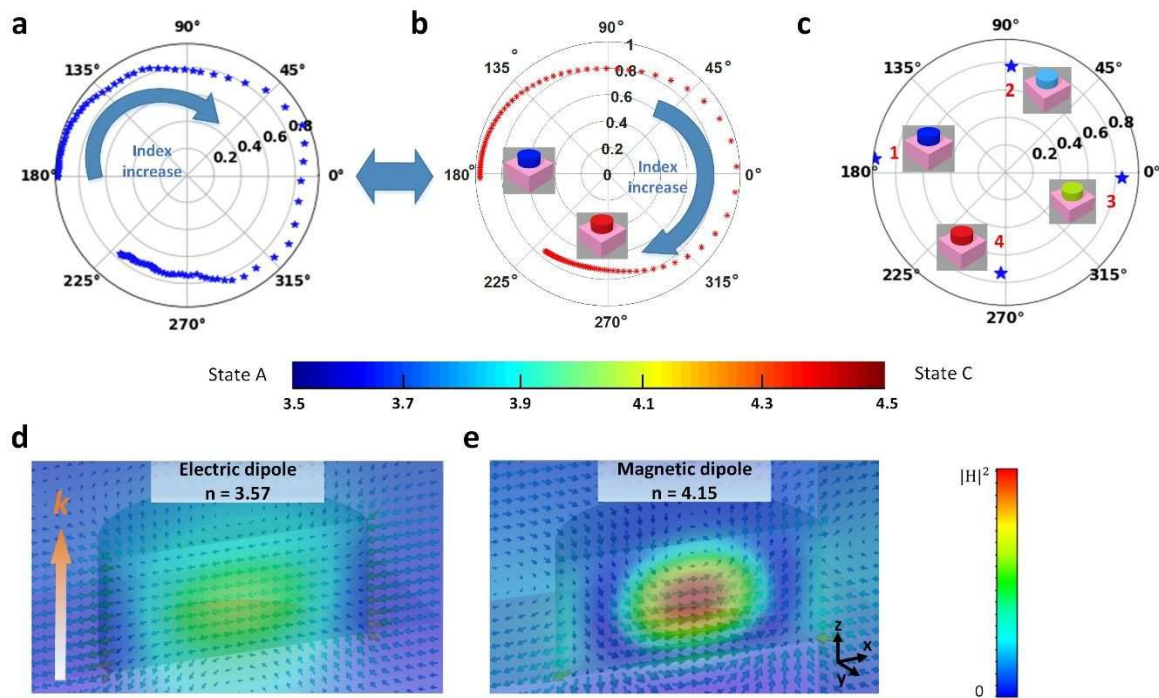 a
90°
135°
45°
Index
increase
0.2 0.4 0.6 0.8
180°
0°
225°
315°
270°
b
90°
1
0.8
0.6
0.4
0.2
0
°
135°
45°
Index
increase
180°
0°
225°
315°
270°
c
90°
135°
45°
2
1
0.2 0.4 0.6 0.8
180°
0°
3
4
225°
315°
270°
State A
State C
3.5 3.7 3.9 4.1 4.3 4.5
d
Electric dipole
n = 3.57
k
e
Magnetic dipole
n = 4.15
z
x
y
|H|²
0